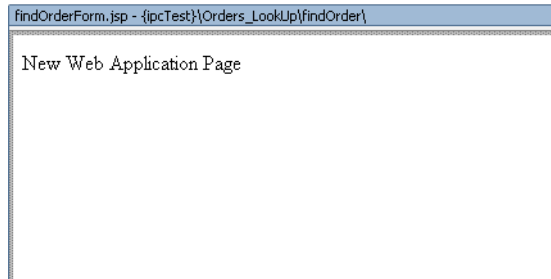 findOrderForm.jsp - {ipcTest}\Orders_LookUp\findOrder\
New Web Application Page